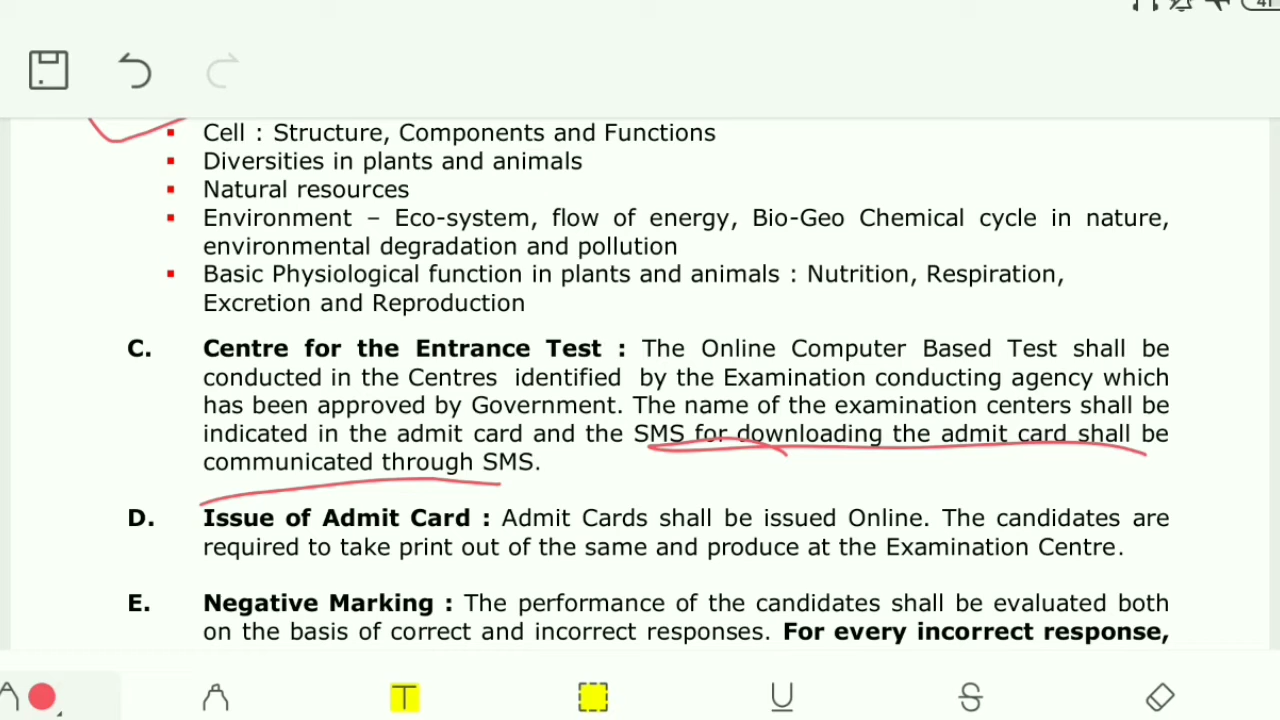 Cell : Structure, Components and Functions
Diversities in plants and animals
Natural resources
Environment – Eco-system, flow of energy, Bio-Geo Chemical cycle in nature,
environmental degradation and pollution
Basic Physiological function in plants and animals : Nutrition, Respiration,
Excretion and Reproduction
C. Centre for the Entrance Test : The Online Computer Based Test shall be
conducted in the Centres identified by the Examination conducting agency which
has been approved by Government. The name of the examination centers shall be
indicated in the admit card and the SMS for downloading the admit card shall be
communicated through SMS.
D. Issue of Admit Card : Admit Cards shall be issued Online. The candidates are
required to take print out of the same and produce at the Examination Centre.
E. Negative Marking : The performance of the candidates shall be evaluated both
on the basis of correct and incorrect responses. For every incorrect response,
T U S